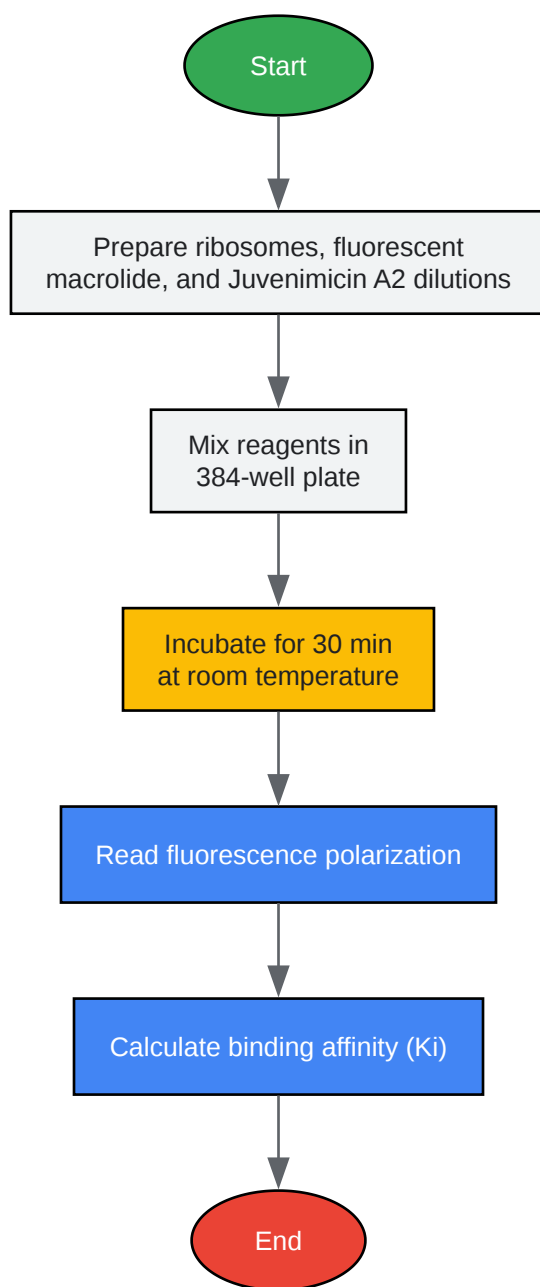 Start
Prepare ribosomes, fluorescent
macrolide, and Juvenimicin A2 dilutions
Mix reagents in
384-well plate
Incubate for 30 min
at room temperature
Read fluorescence polarization
Calculate binding affinity (Ki)
End